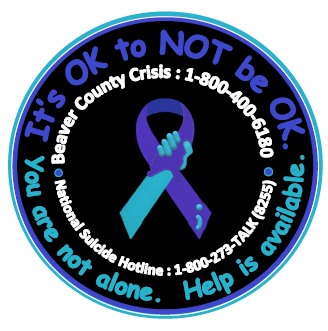 It's OK to NOT be OK.
Beaver County Crisis : 1-800-400-6180
National Suicide Hotline : 1-800-273-TALK (8255)
You are not alone. Help is available.